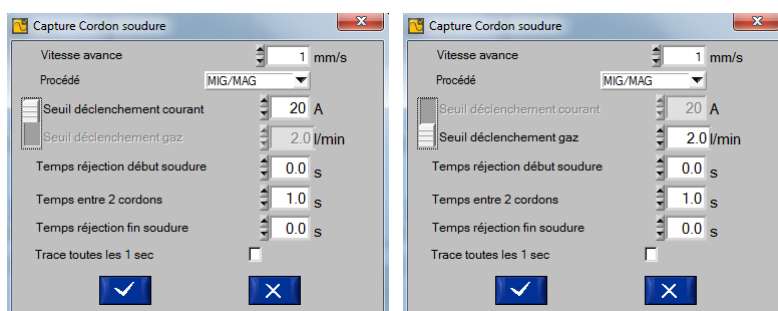 Capture Cordon soudure
Vitesse avance 1 mm/s
Procédé MIG/MAG
Seuil déclenchement courant 20 A
Seuil déclenchement gaz 2.0 l/min
Temps réjection début soudure 0.0 s
Temps entre 2 cordons 1.0 s
Temps réjection fin soudure 0.0 s
Trace toutes les 1 sec
Capture Cordon soudure
Vitesse avance 1 mm/s
Procédé MIG/MAG
Seuil déclenchement courant 20 A
Seuil déclenchement gaz 2.0 l/min
Temps réjection début soudure 0.0 s
Temps entre 2 cordons 1.0 s
Temps réjection fin soudure 0.0 s
Trace toutes les 1 sec